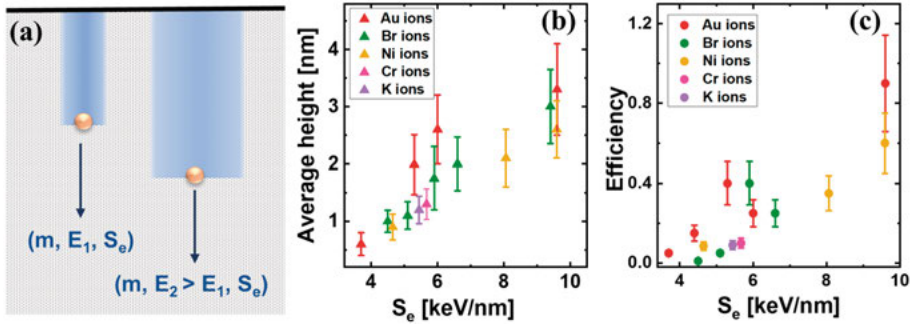 (a)
(m, E₁, Sₑ)
(m, E₂ > E₁, Sₑ)
(b)
Average height [nm]
4
3
2
1
0
Au ions
Br ions
Ni ions
Cr ions
K ions
4
6
8
10
Sₑ [keV/nm]
(c)
Efficiency
1.2
0.8
0.4
0.0
Au ions
Br ions
Ni ions
Cr ions
K ions
4
6
8
10
Sₑ [keV/nm]